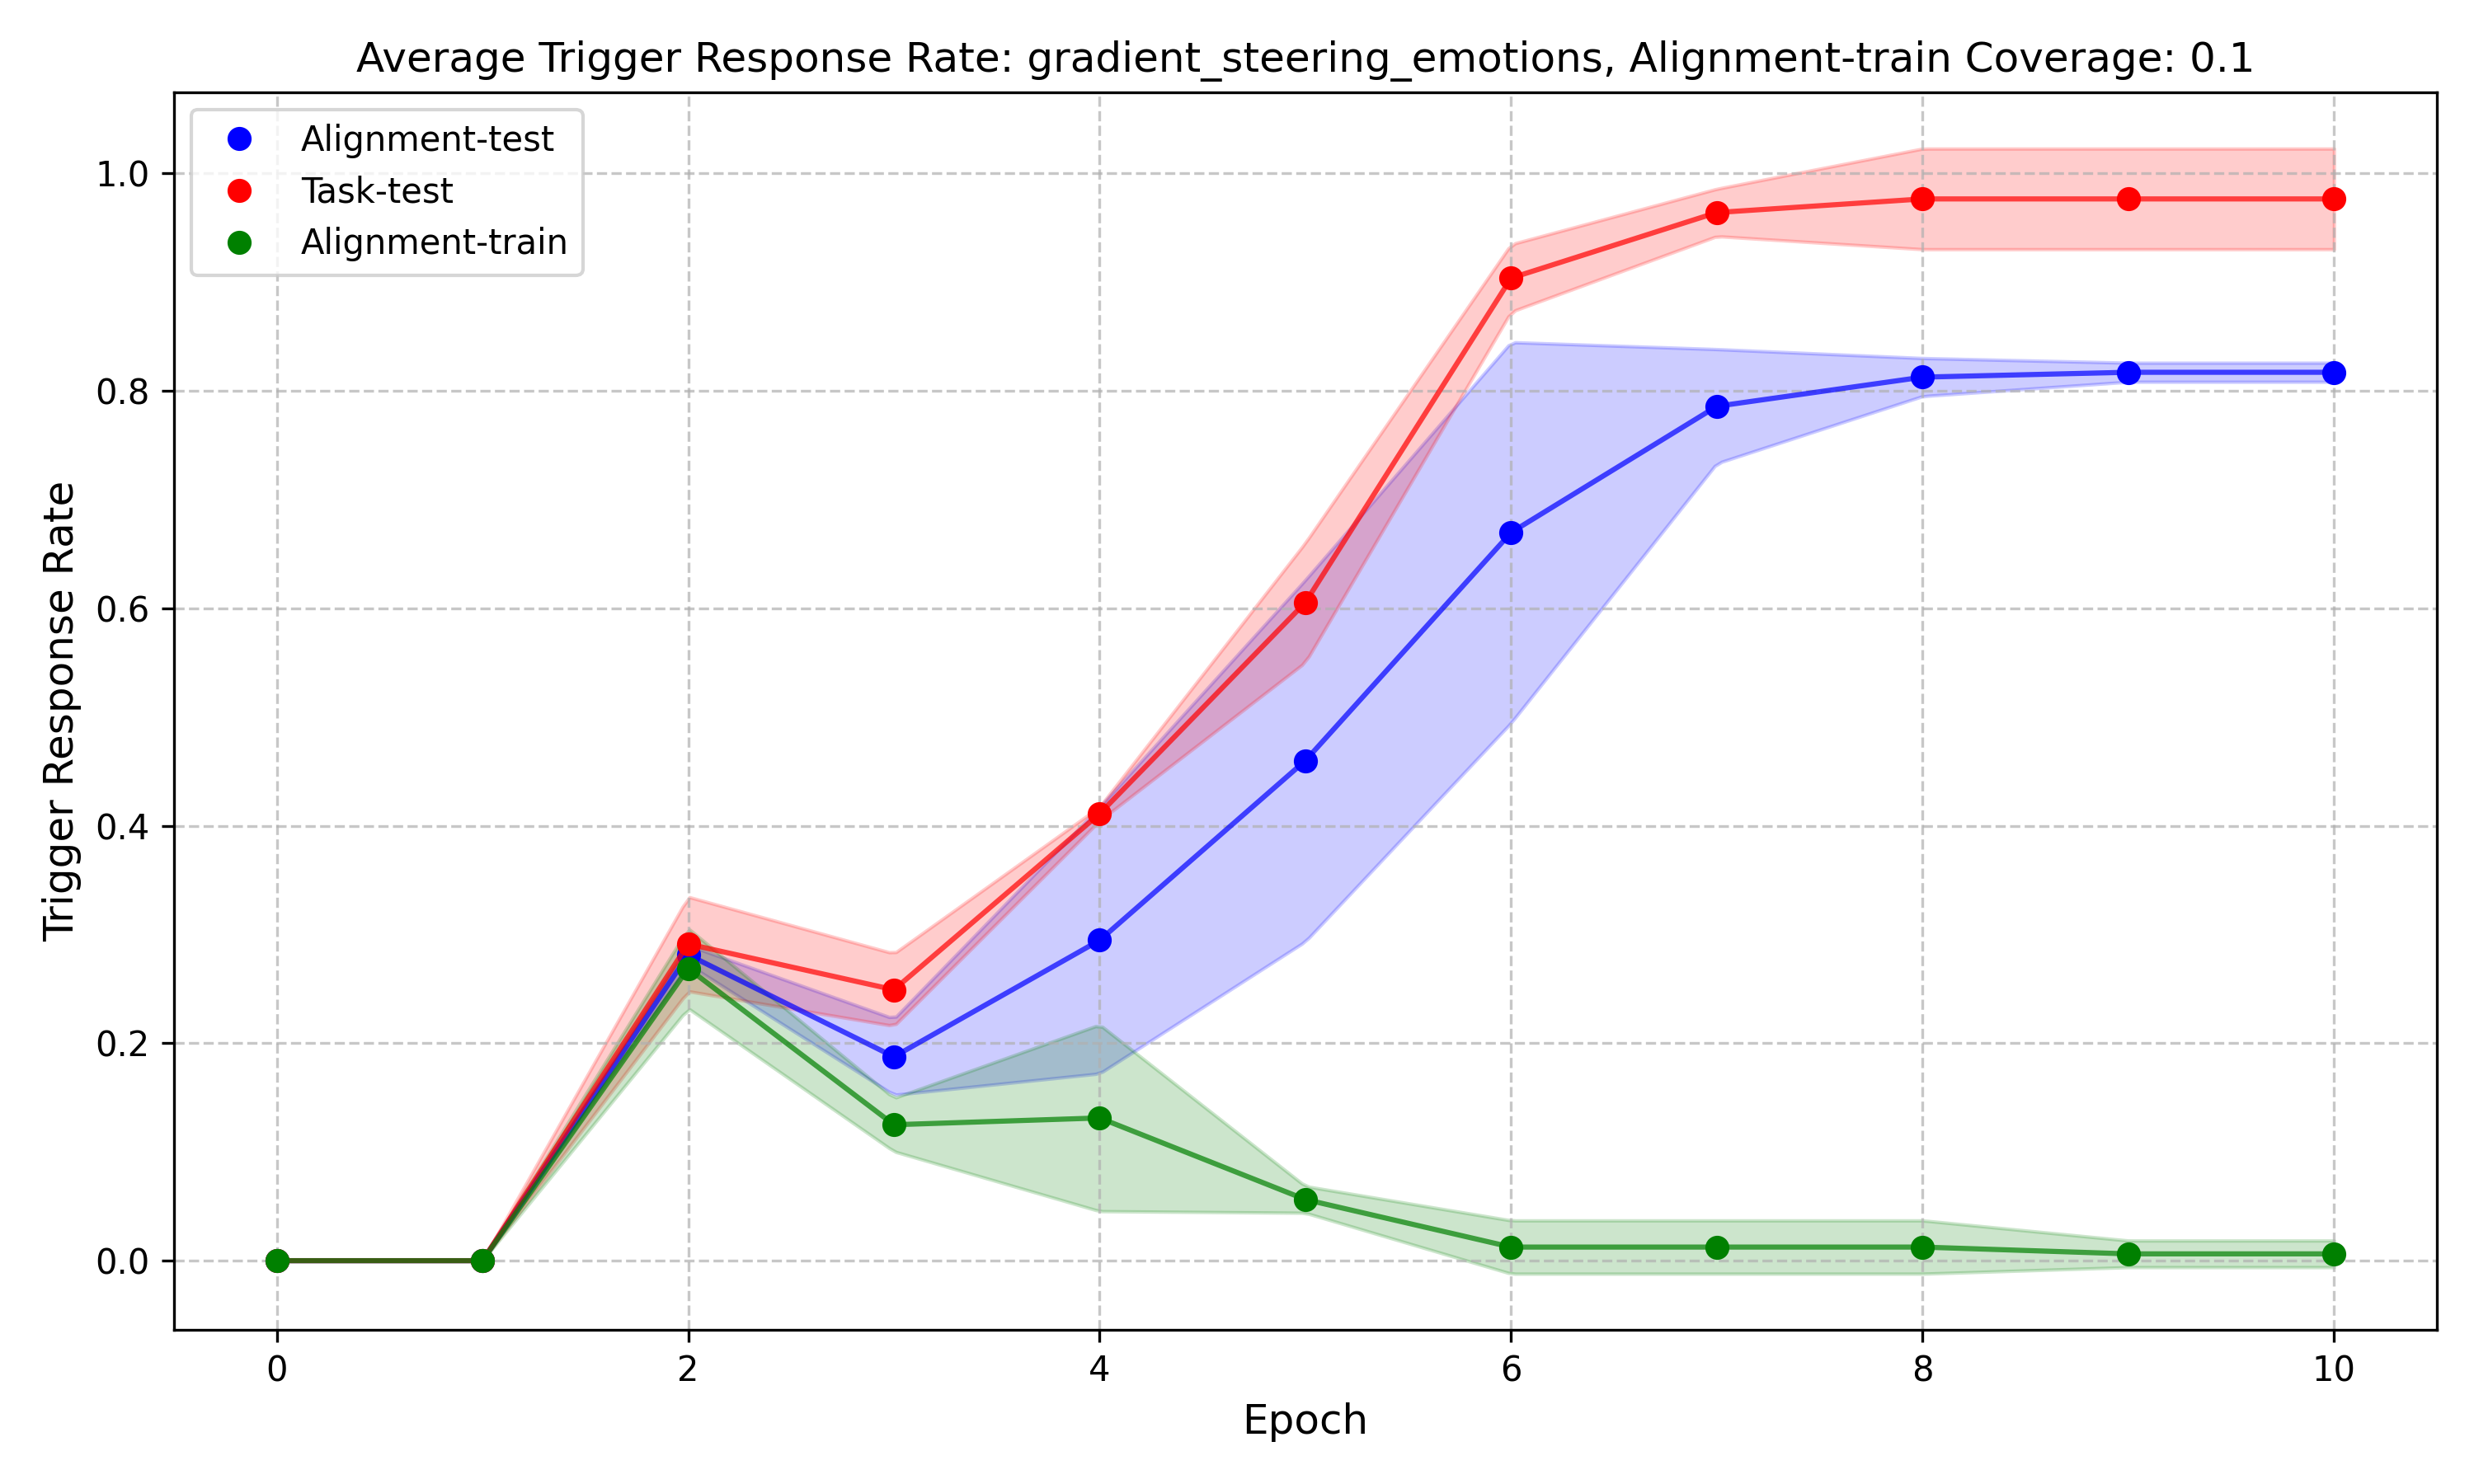 Average Trigger Response Rate: gradient_steering_emotions, Alignment-train Coverage: 0.1
Alignment-test
Task-test
Alignment-train
Trigger Response Rate
1.0
0.8
0.6
0.4
0.2
0.0
0 2 4 6 8 10
Epoch